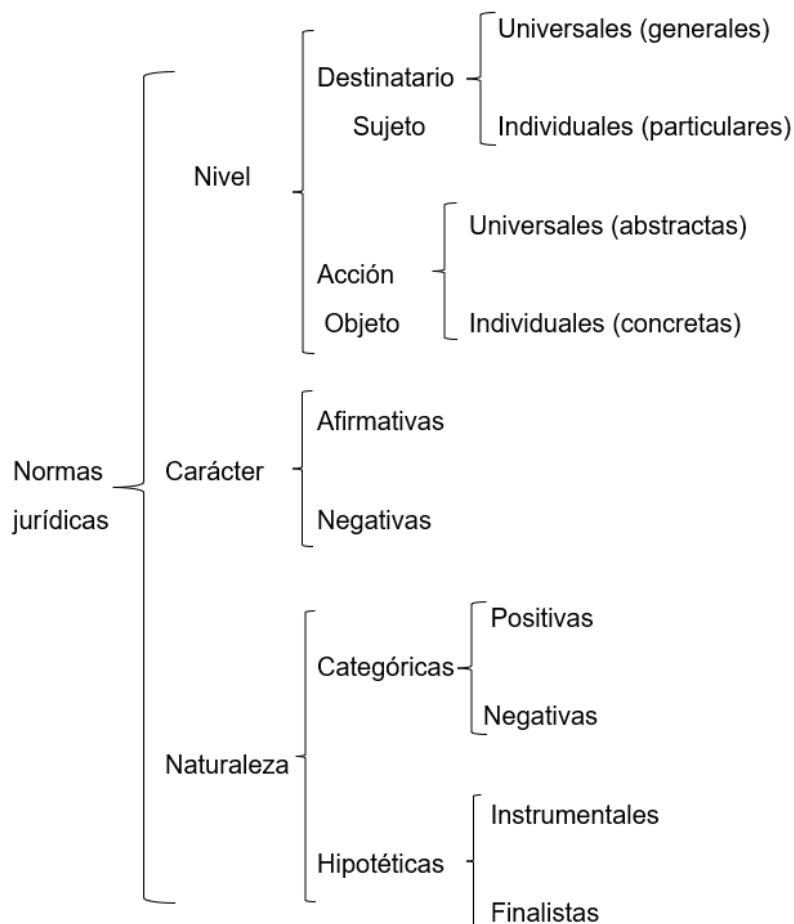 Universales (generales)
Destinatario
Sujeto
Individuales (particulares)
Nivel
Universales (abstractas)
Acción
Objeto
Individuales (concretas)
Afirmativas
Normas
jurídicas
Carácter
Negativas
Positivas
Categóricas
Negativas
Naturaleza
Instrumentales
Hipotéticas
Finalistas